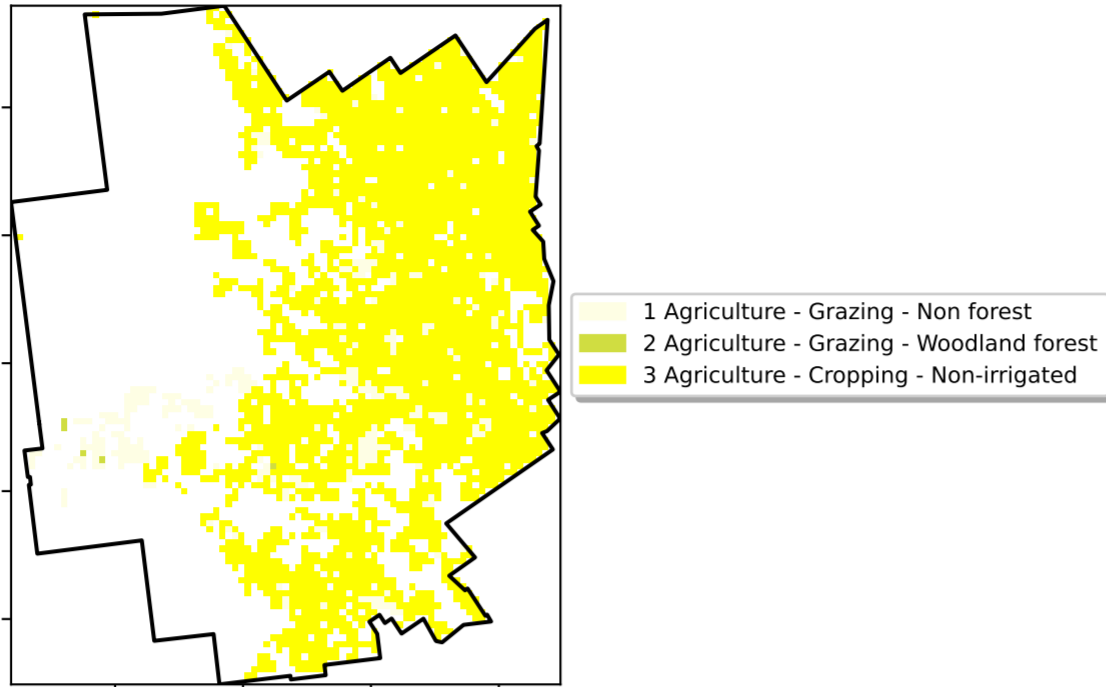 1 Agriculture - Grazing - Non forest
2 Agriculture - Grazing - Woodland forest
3 Agriculture - Cropping - Non-irrigated